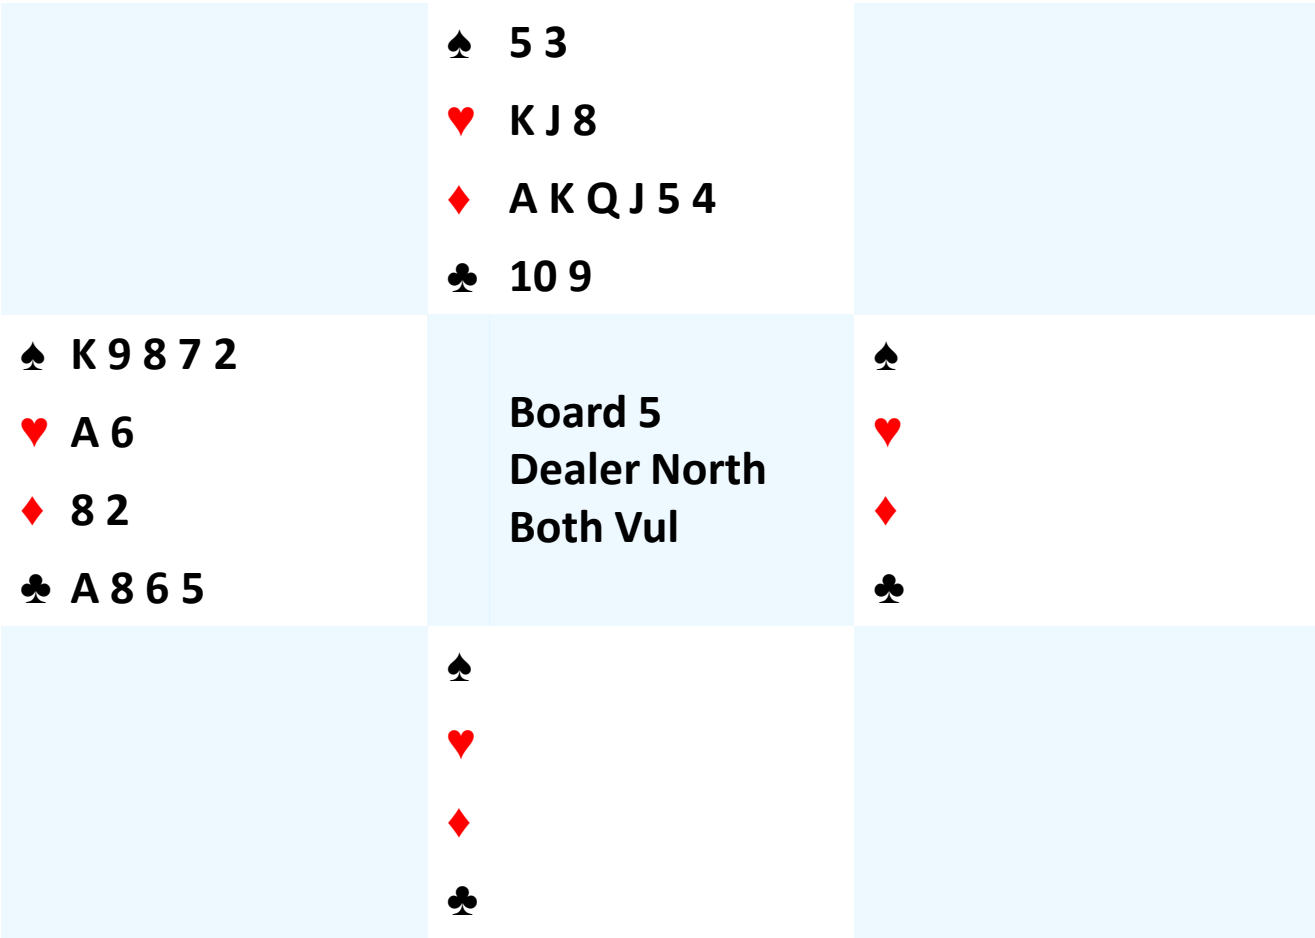 ♠ 5 3
♥ K J 8
♦ A K Q J 5 4
♣ 10 9
♠ K 9 8 7 2
♥ A 6
♦ 8 2
♣ A 8 6 5
Board 5
Dealer North
Both Vul
♠
♥
♦
♣
♠
♥
♦
♣